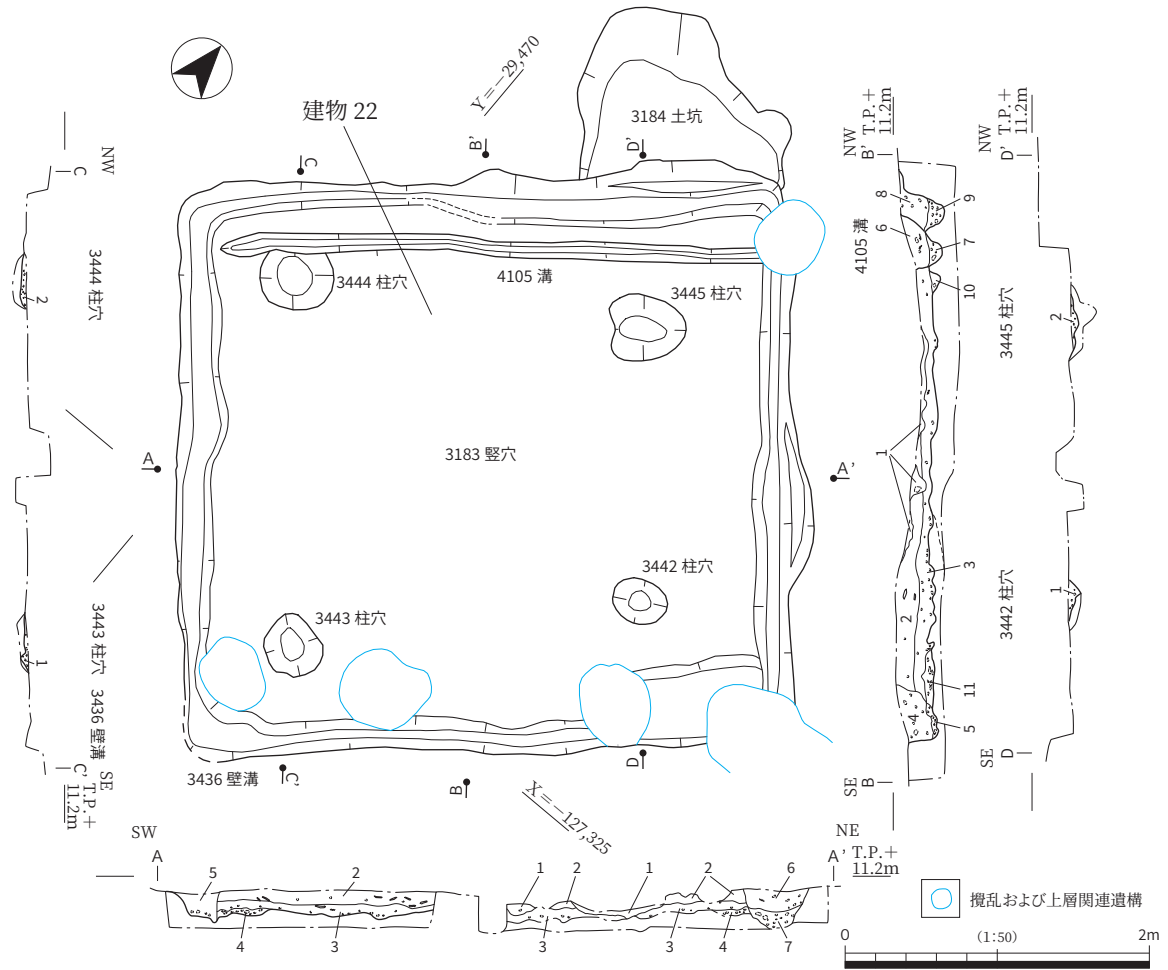 建物 22
Y＝−29,470
3184 土坑
B'
D'
C
3444 柱穴
4105 溝
3445 柱穴
A
A'
3183 竪穴
3442 柱穴
3443 柱穴
3436 壁溝
C'
B
D
X＝−127,325
C
NW
3444 柱穴
2
3443 柱穴
1
3436 壁溝
C'
SE
T.P.＋
11.2m
NW
B'
T.P.＋
11.2m
4105 溝
8
9
6
7
10
1
3
2
11
4
5
SE
B
NW
D'
T.P.＋
11.2m
3445 柱穴
2
3442 柱穴
1
SE
D
SW
NE
A
A'
T.P.＋
11.2m
5
2
1
2
1
2
6
4
3
3
3
4
7
攪乱および上層関連遺構
0
（1:50）
2m